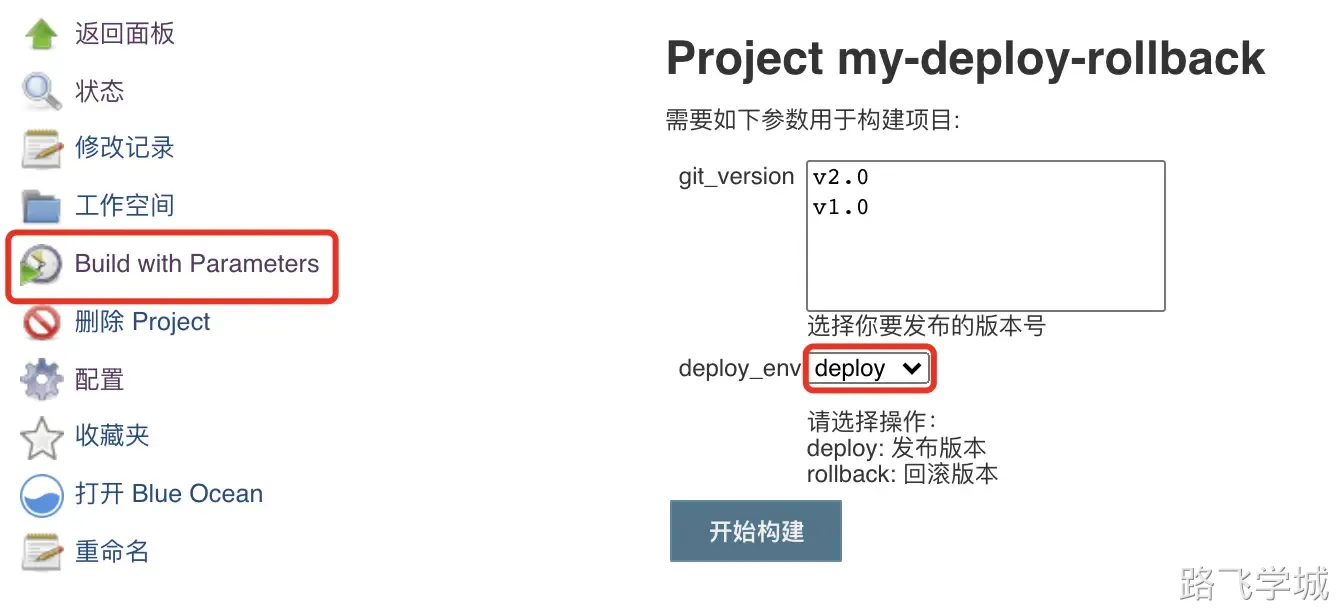 返回面板
状态
修改记录
工作空间
Build with Parameters
删除 Project
配置
收藏夹
打开 Blue Ocean
重命名
Project my-deploy-rollback
需要如下参数用于构建项目:
git_version
v2.0
v1.0
选择你要发布的版本号
deploy_env
deploy
请选择操作：
deploy: 发布版本
rollback: 回滚版本
开始构建
路飞学城